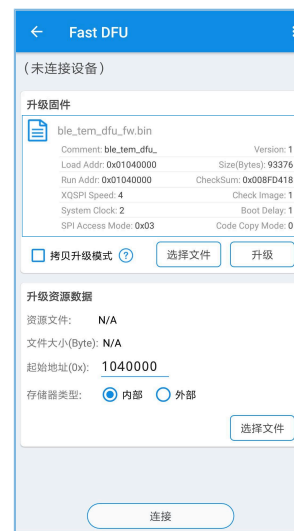 Fast DFU
（未连接设备）
升级固件
ble_tem_dfu_fw.bin
Comment: ble_tem_dfu_ Version: 1
Load Addr: 0x01040000 Size(Bytes): 93376
Run Addr: 0x01040000 CheckSum: 0x008FD418
XQSPI Speed: 4 Check Image: 1
System Clock: 2 Boot Delay: 1
SPI Access Mode: 0x03 Code Copy Mode: 0
拷贝升级模式 ? 选择文件 升级
升级资源数据
资源文件: N/A
文件大小(Byte): N/A
起始地址(0x): 1040000
存储器类型: 内部 外部
选择文件
连接